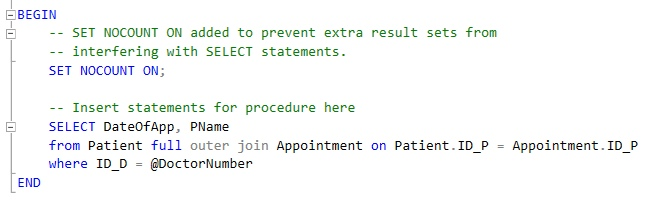 BEGIN
-- SET NOCOUNT ON added to prevent extra result sets from
-- interfering with SELECT statements.
SET NOCOUNT ON;
-- Insert statements for procedure here
SELECT DateOfApp, PName
from Patient full outer join Appointment on Patient.ID_P = Appointment.ID_P
where ID_D = @DoctorNumber
END